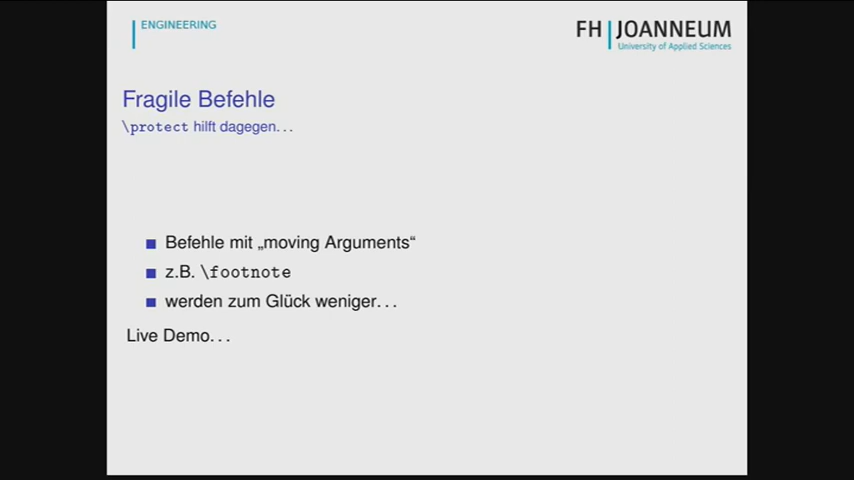 ENGINEERING
FH JOANNEUM
University of Applied Sciences
Fragile Befehle
\protect hilft dagegen...
Befehle mit „moving Arguments“
z.B. \footnote
werden zum Glück weniger...
Live Demo...